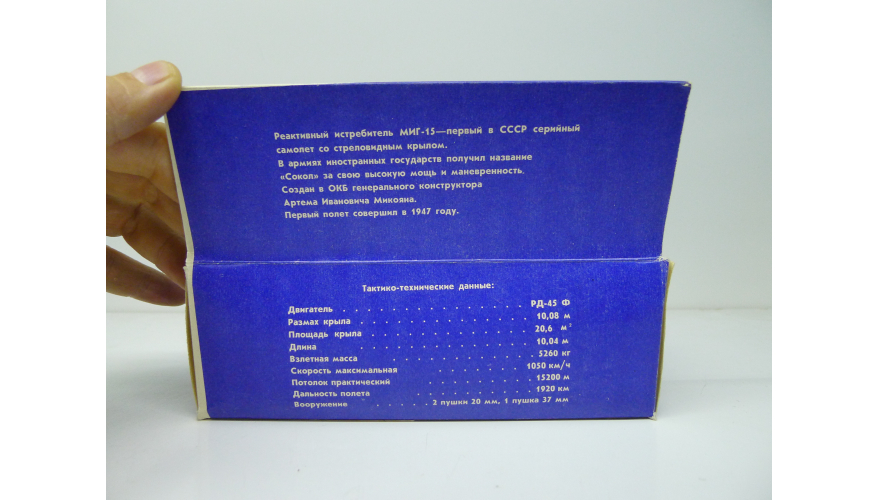 Реактивный истребитель МИГ-15—первый в СССР серийный
самолет со стреловидным крылом.
В армиях иностранных государств получил название
«Сокол» за свою высокую мощь и маневренность.
Создан в ОКБ генерального конструктора
Артема Ивановича Микояна.
Первый полет совершил в 1947 году.
Тактико-технические данные:
Двигатель . . . . . . . . . . . . . . РД-45 Ф
Размах крыла . . . . . . . . . . . . . 10,08 м
Площадь крыла . . . . . . . . . . . 20,6 м²
Длина . . . . . . . . . . . . 10,04 м
Взлетная масса . . . . . . . . . . 5260 кг
Скорость максимальная . . . . . . 1050 км/ч
Потолок практический . . . . . . . 15200 м
Дальность полета . . . . . . . . . 1920 км
Вооружение . . . . . 2 пушки 20 мм, 1 пушка 37 мм